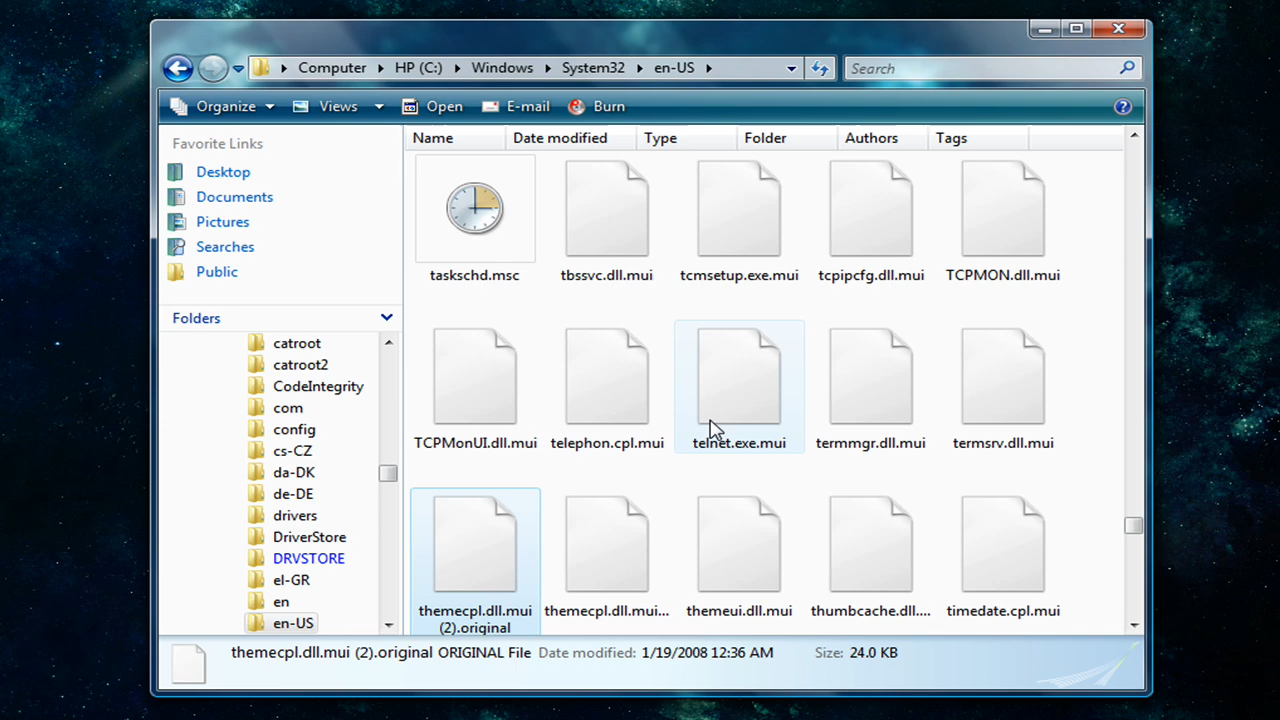 Computer HP (C:) Windows System32 en-US Search
Organize Views Open E-mail Burn
Favorite Links
Desktop
Documents
Pictures
Searches
Public
Folders
catroot
catroot2
CodeIntegrity
com
config
cs-CZ
da-DK
de-DE
drivers
DriverStore
DRVSTORE
el-GR
en
en-US
Name Date modified Type Folder Authors Tags
taskschd.msc tbssvc.dll.mui tcmsetup.exe.mui tcpipcfg.dll.mui TCPMON.dll.mui
TCPMonUI.dll.mui telephon.cpl.mui telnet.exe.mui termmgr.dll.mui termsrv.dll.mui
themecpl.dll.mui themecpl.dll.mui... themeui.dll.mui thumbcache.dll.... timedate.cpl.mui
(2).original
themecpl.dll.mui (2).original ORIGINAL File Date modified: 1/19/2008 12:36 AM Size: 24.0 KB